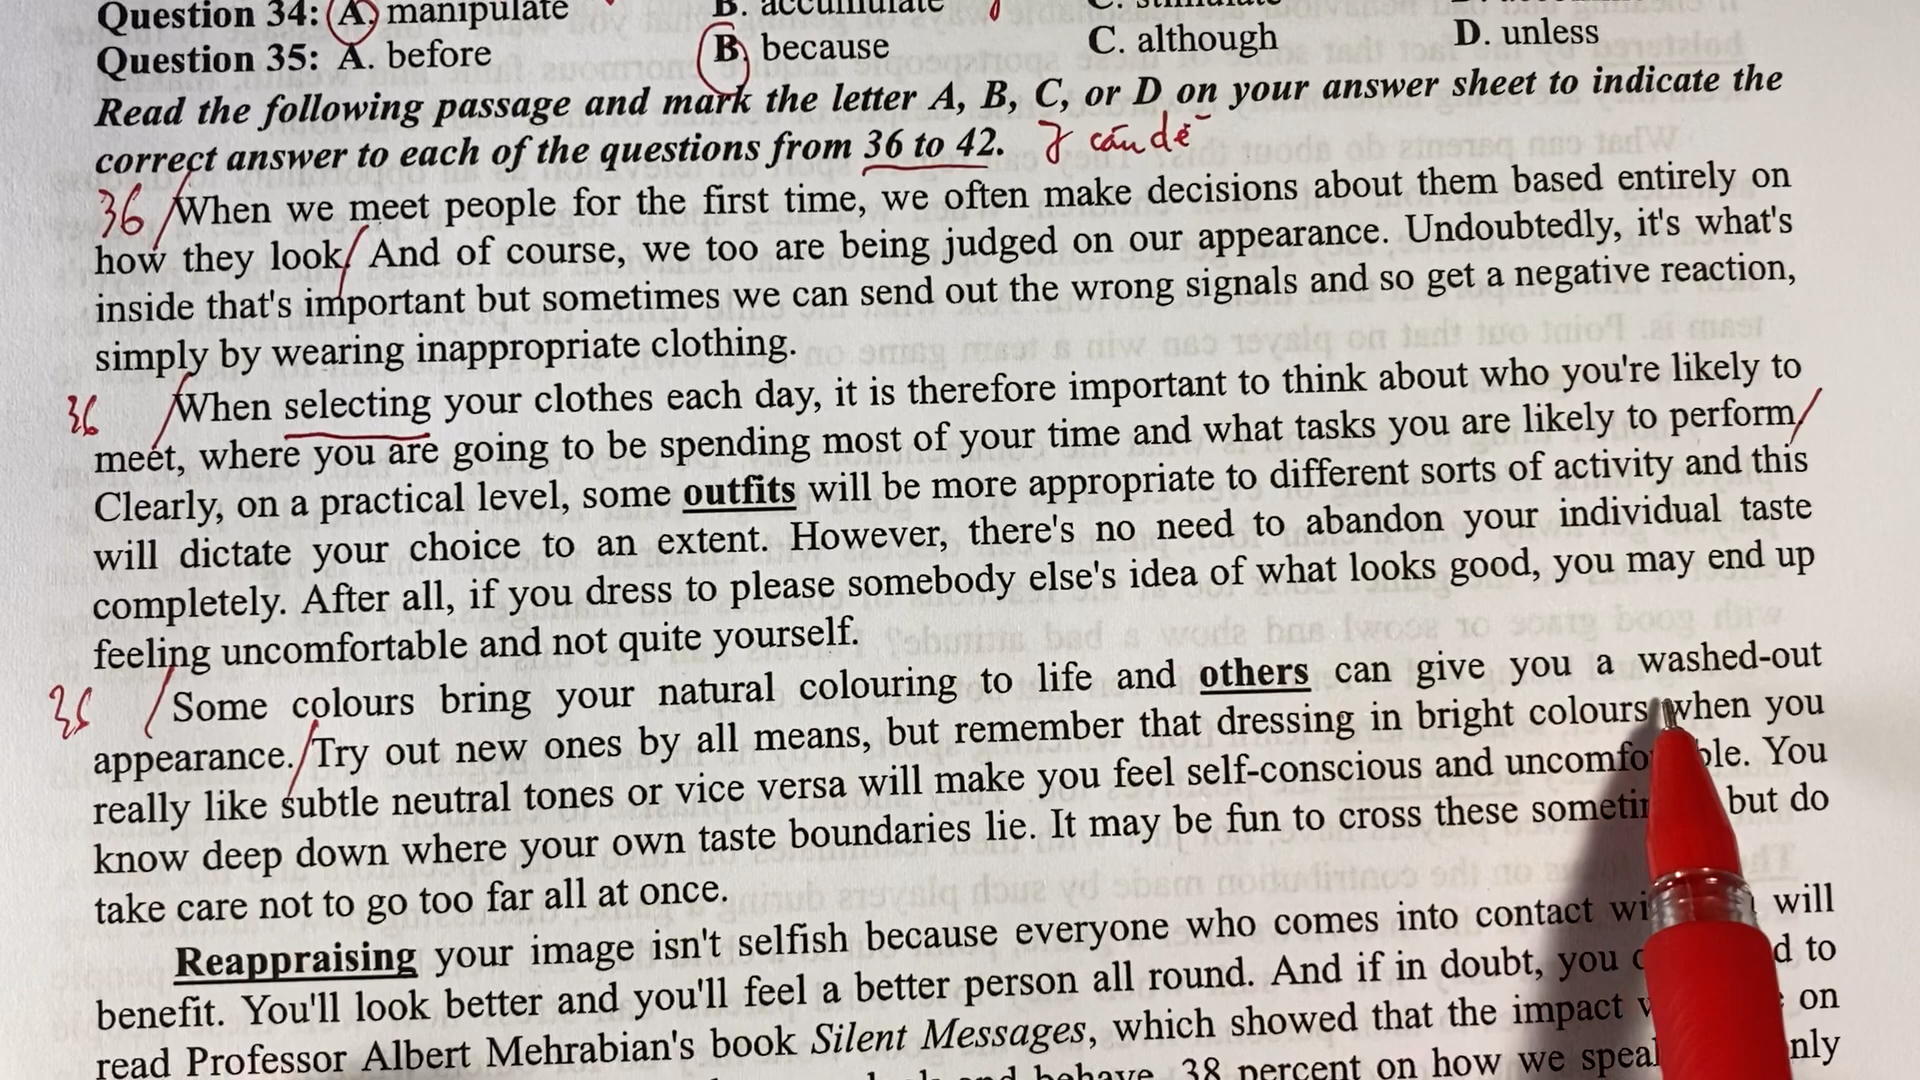 Question 34: A. manipulate B. accumulate C. stimulate
Question 35: A. before B. because C. although D. unless
Read the following passage and mark the letter A, B, C, or D on your answer sheet to indicate the
correct answer to each of the questions from 36 to 42.
36 When we meet people for the first time, we often make decisions about them based entirely on
how they look. And of course, we too are being judged on our appearance. Undoubtedly, it's what's
inside that's important but sometimes we can send out the wrong signals and so get a negative reaction,
simply by wearing inappropriate clothing.
36 When selecting your clothes each day, it is therefore important to think about who you're likely to
meet, where you are going to be spending most of your time and what tasks you are likely to perform
Clearly, on a practical level, some outfits will be more appropriate to different sorts of activity and this
will dictate your choice to an extent. However, there's no need to abandon your individual taste
completely. After all, if you dress to please somebody else's idea of what looks good, you may end up
feeling uncomfortable and not quite yourself.
Some colours bring your natural colouring to life and others can give you a washed-out
appearance. Try out new ones by all means, but remember that dressing in bright colours when you
really like subtle neutral tones or vice versa will make you feel self-conscious and You
know deep down where your own taste boundaries lie. It may be fun to cross these but do
take care not to go too far all at once.
Reappraising your image isn't selfish because everyone who comes into contact will
benefit. You'll look better and you'll feel a better person all round. And if in doubt, you to
read Professor Albert Mehrabian's book Silent Messages, which showed that the impact on
behave, 38 percent on how we